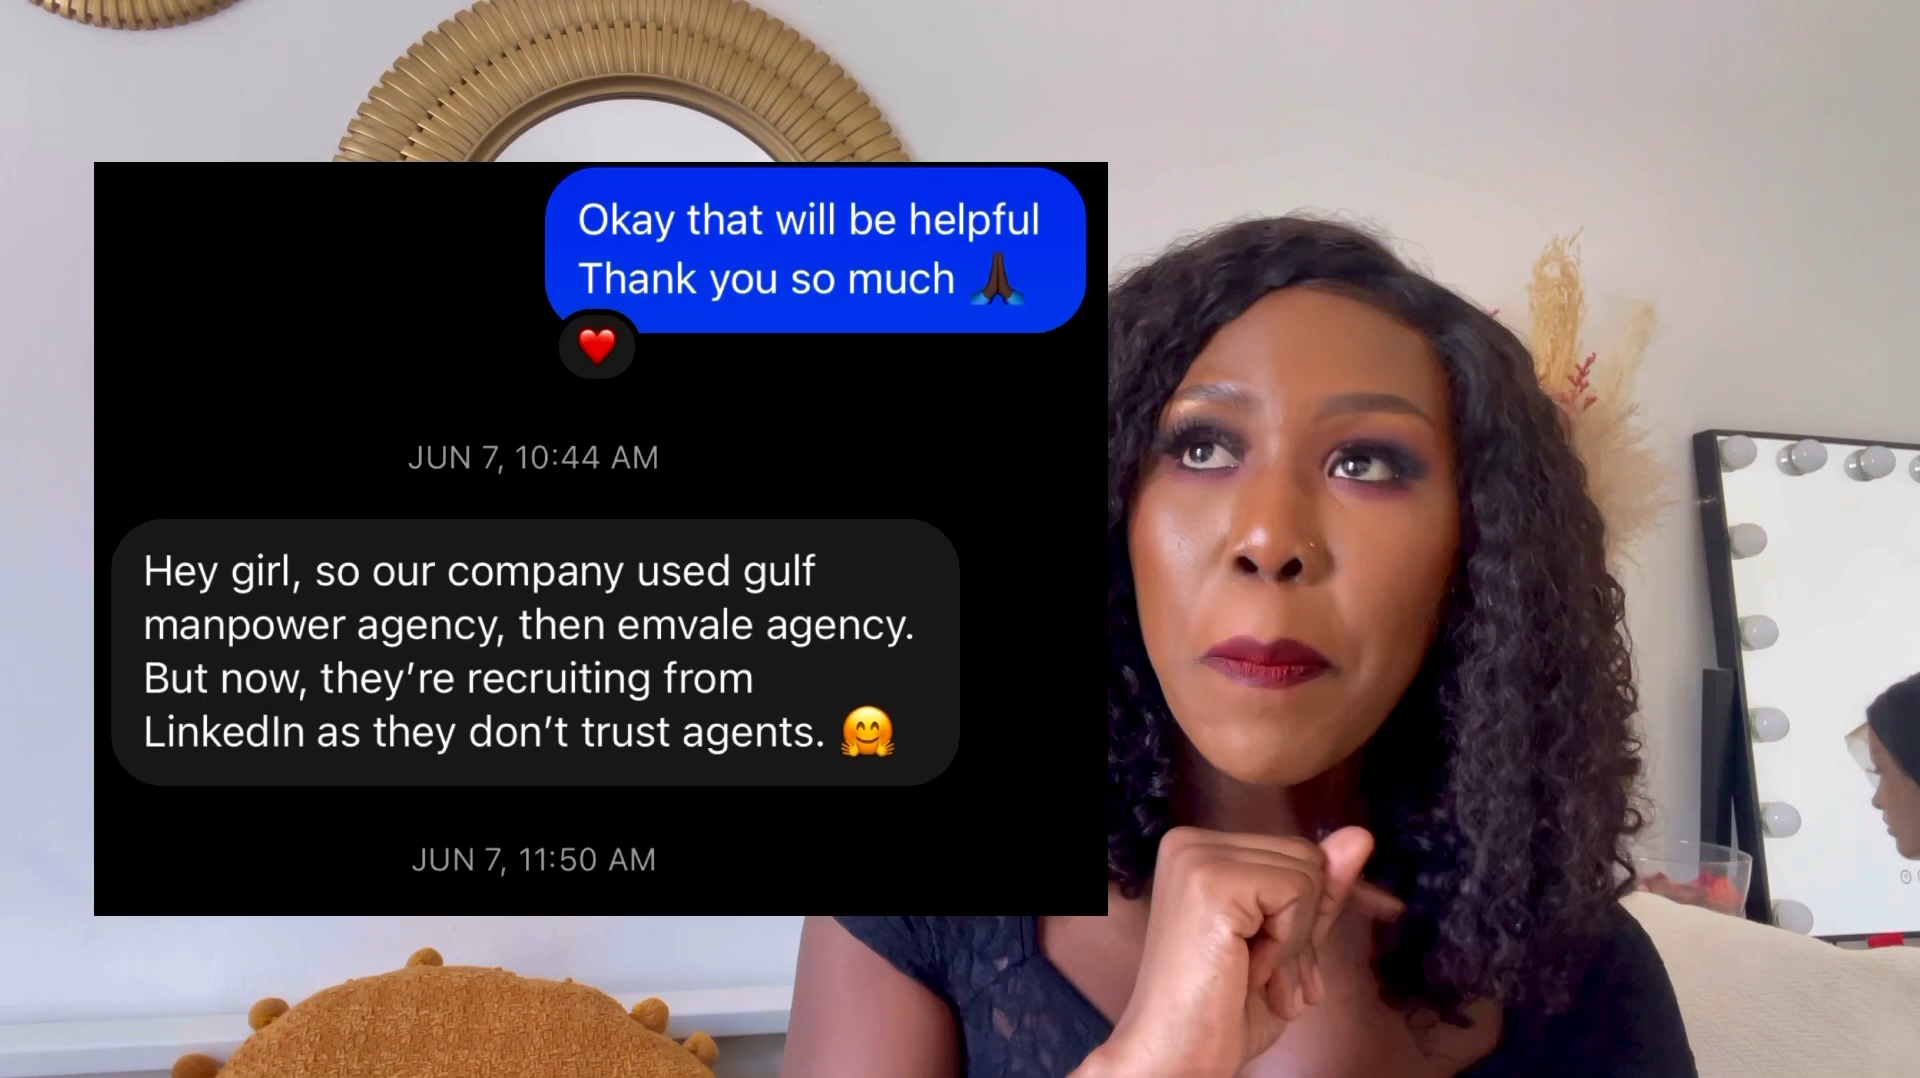 Okay that will be helpful
Thank you so much 🙏🏿
❤️
JUN 7, 10:44 AM
Hey girl, so our company used gulf
manpower agency, then emvale agency.
But now, they’re recruiting from
LinkedIn as they don’t trust agents. 🤗
JUN 7, 11:50 AM